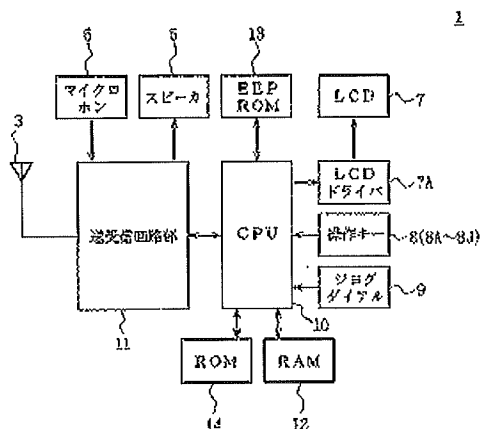 1
6
5
13
マイクロ
ホン
スピーカ
EEP
ROM
LCD
7
3
LCD
ドライバ
7A
送受信回路部
CPU
操作キー
8(8A〜8J)
ジョグ
ダイアル
9
11
10
ROM
RAM
14
12